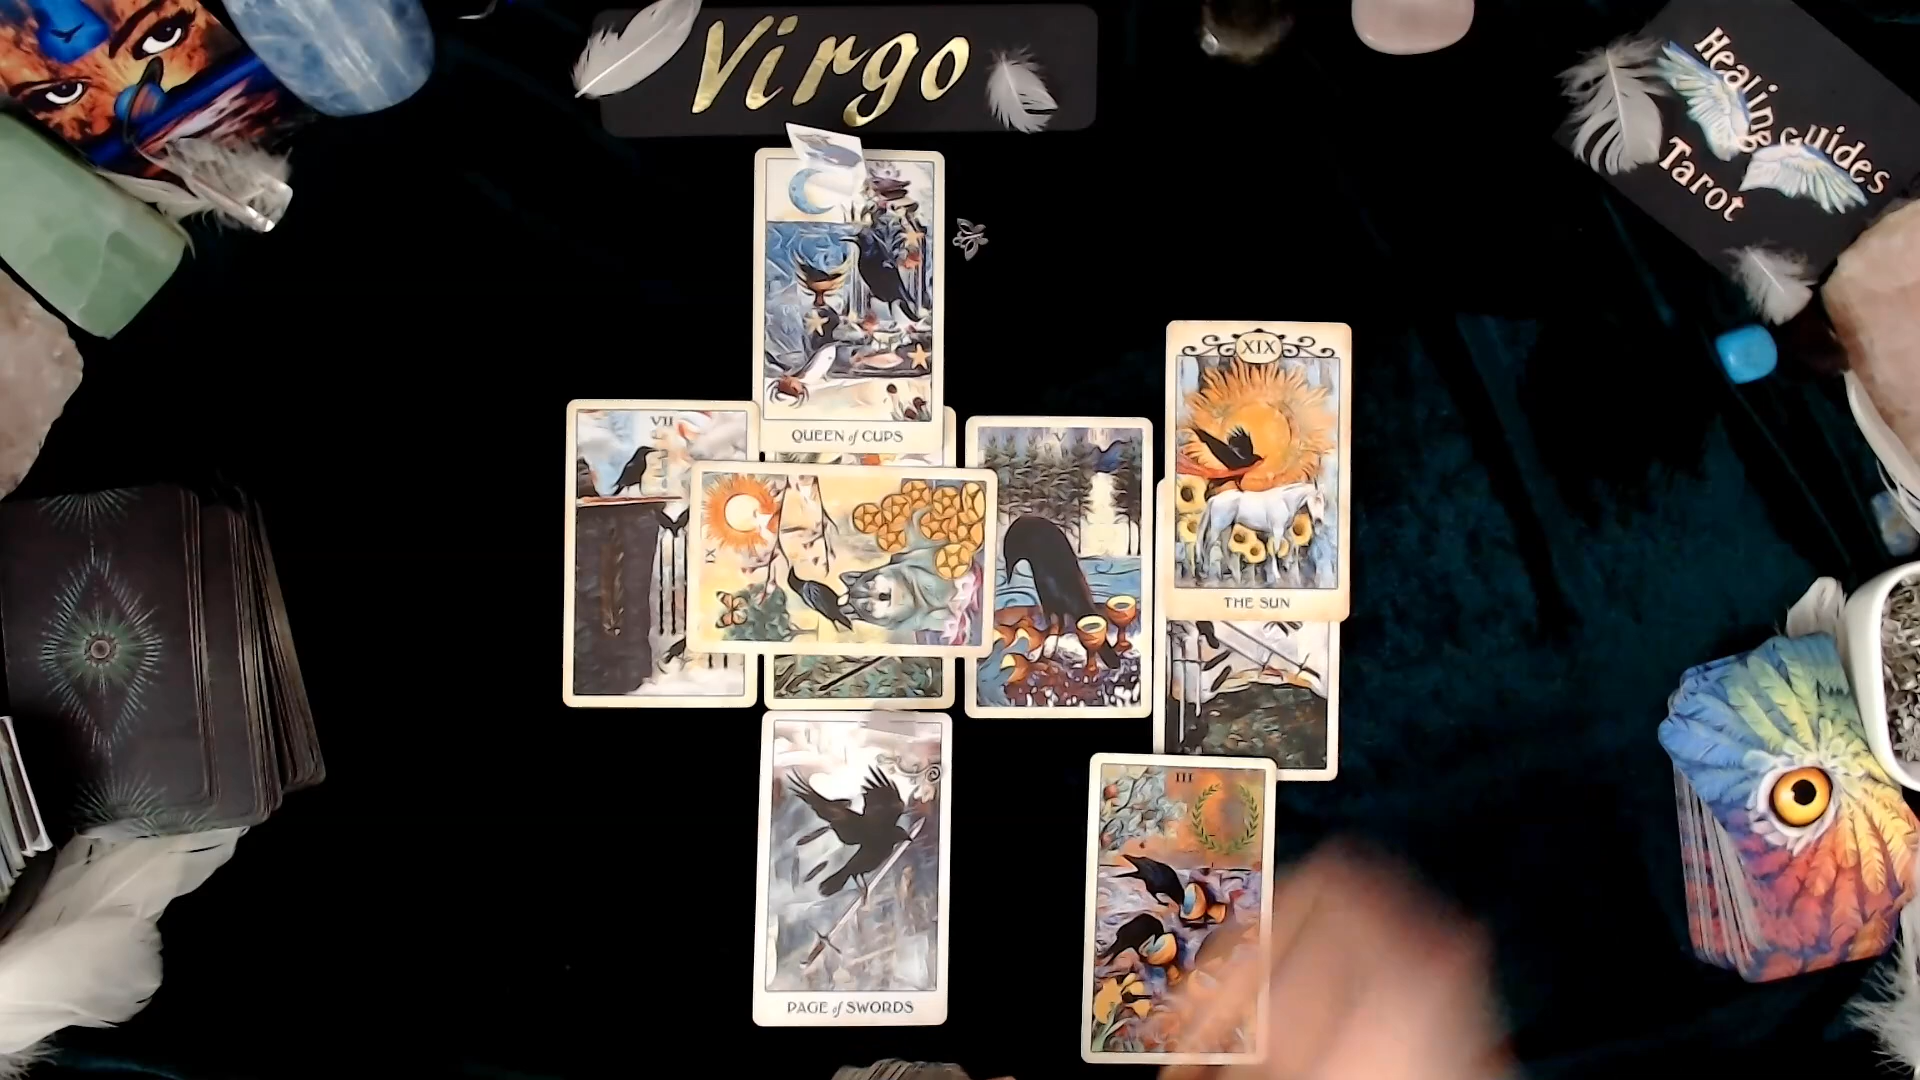 Virgo
Healing
Guides
Tarot
QUEEN of CUPS
VII
XIX
V
IX
THE SUN
III
PAGE of SWORDS